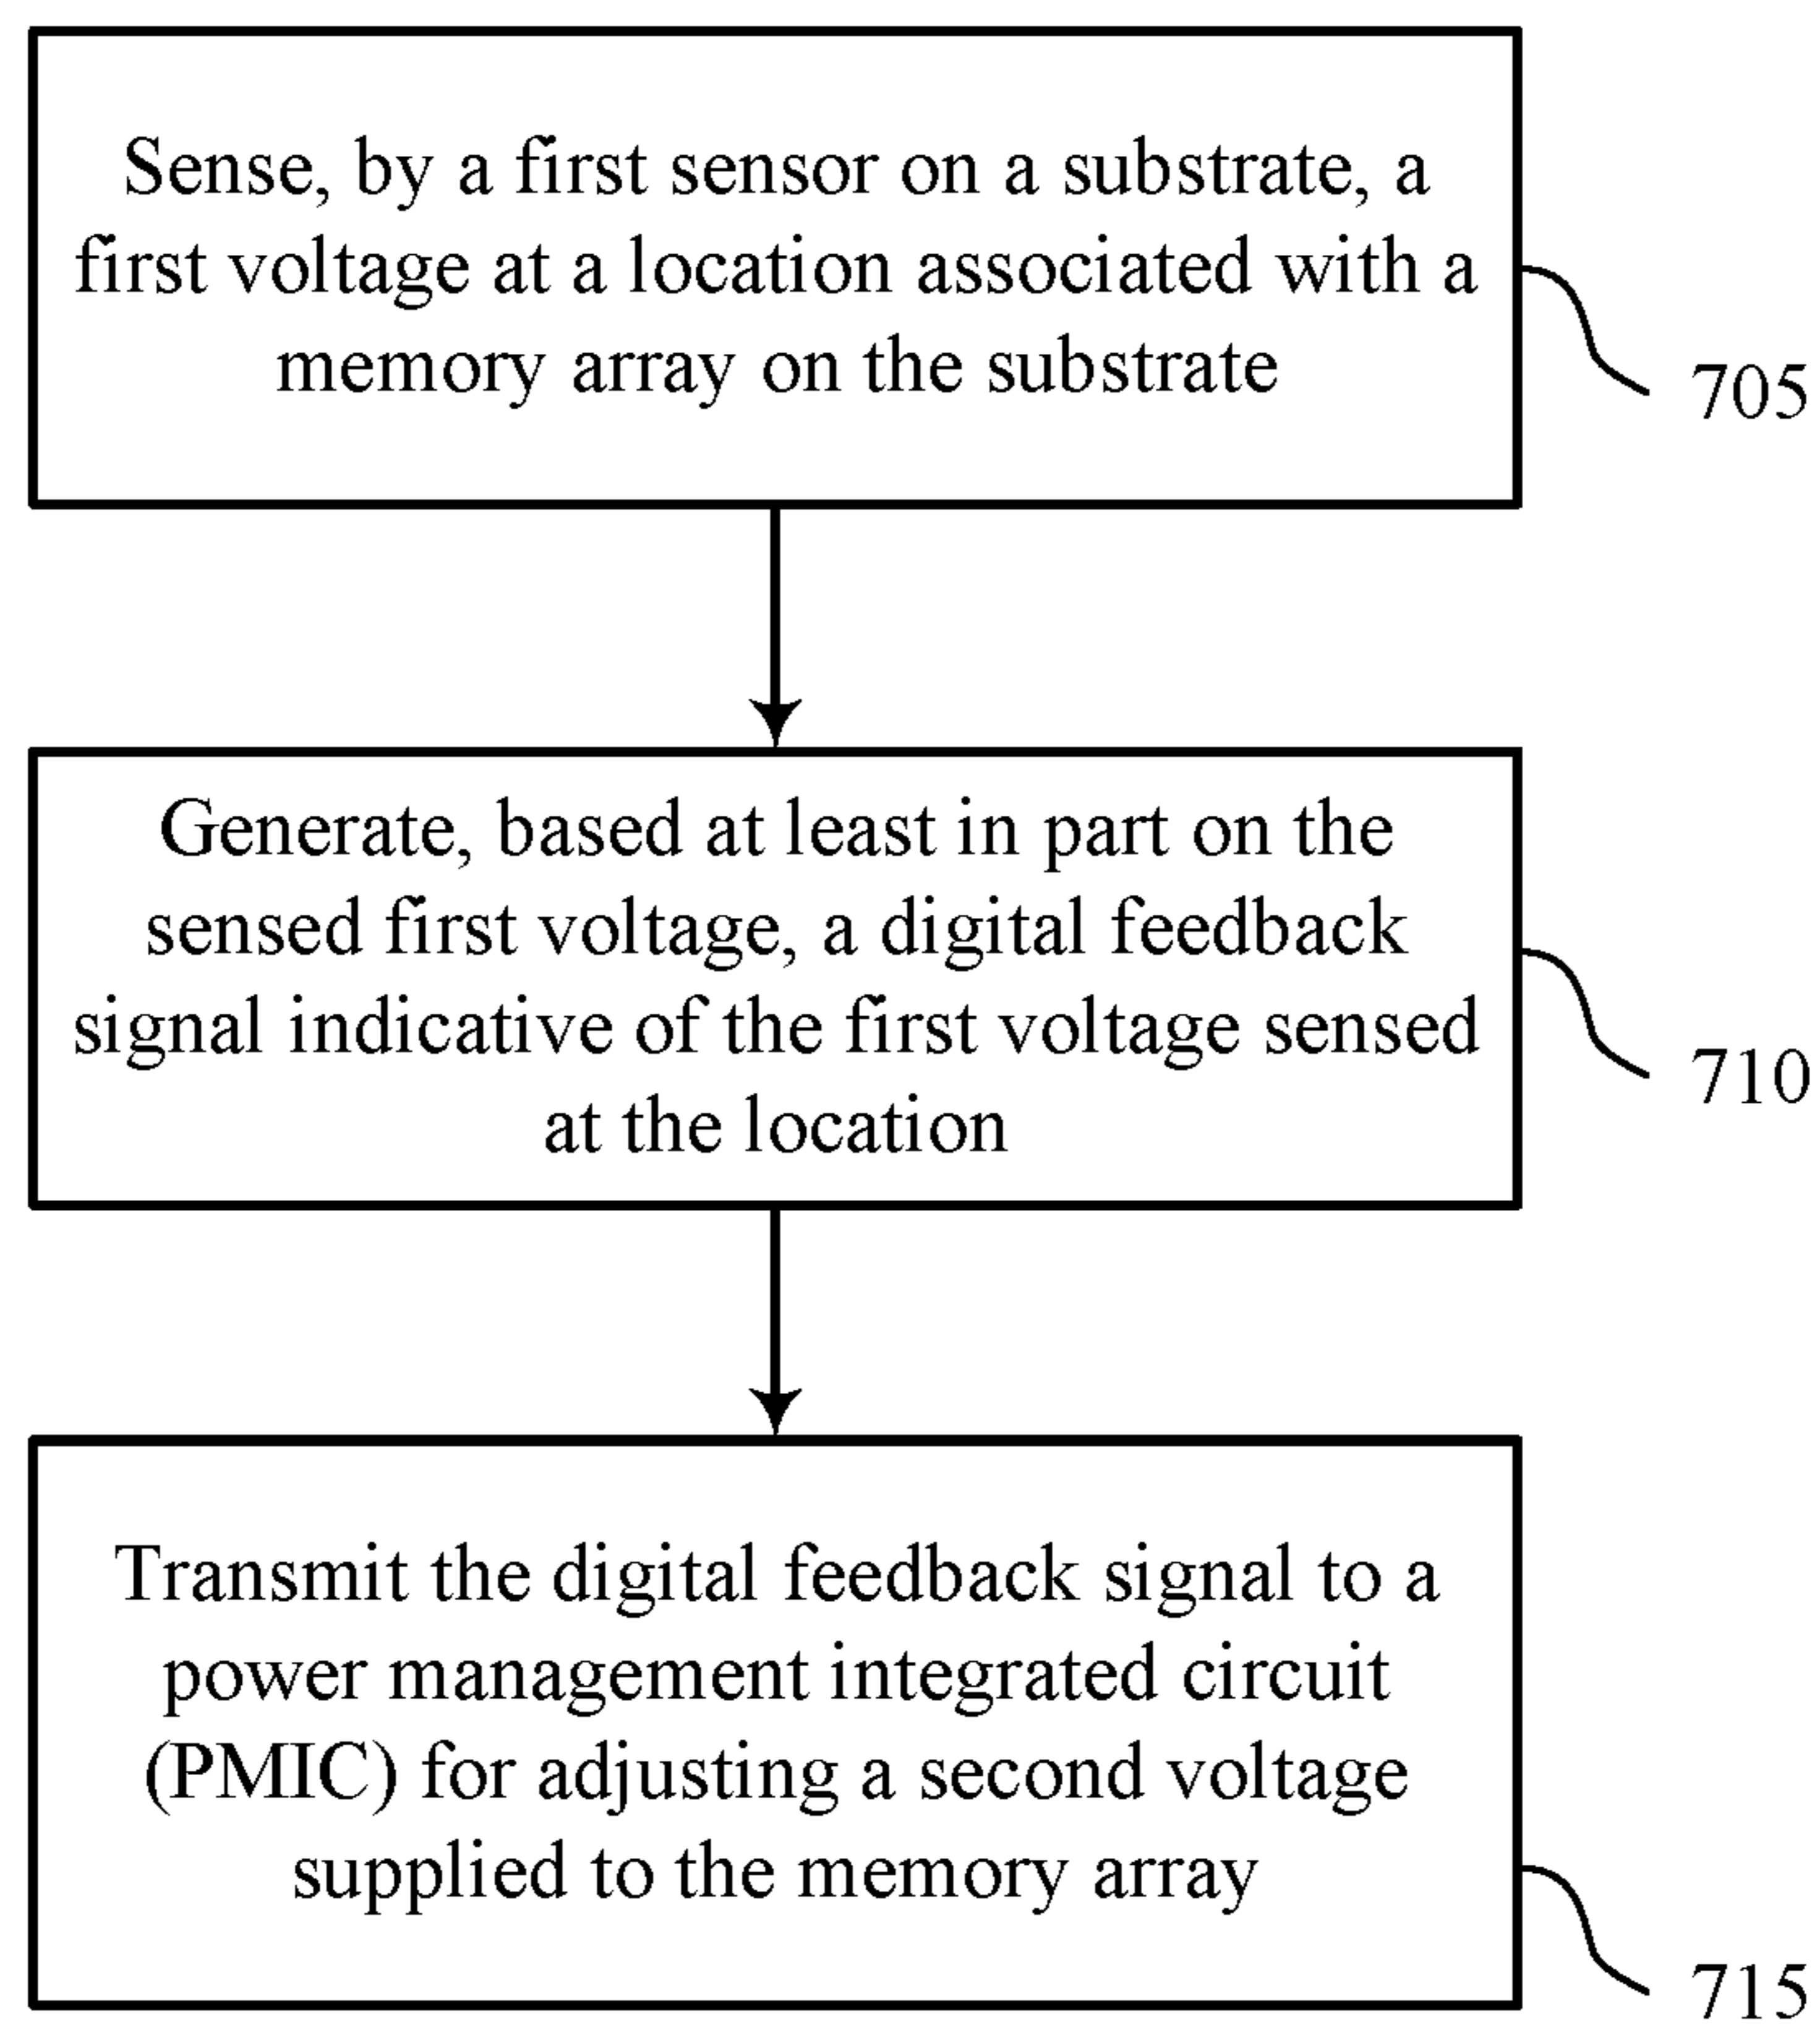 Sense, by a first sensor on a substrate, a
first voltage at a location associated with a
memory array on the substrate
705
Generate, based at least in part on the
sensed first voltage, a digital feedback
signal indicative of the first voltage sensed
at the location
710
Transmit the digital feedback signal to a
power management integrated circuit
(PMIC) for adjusting a second voltage
supplied to the memory array
715